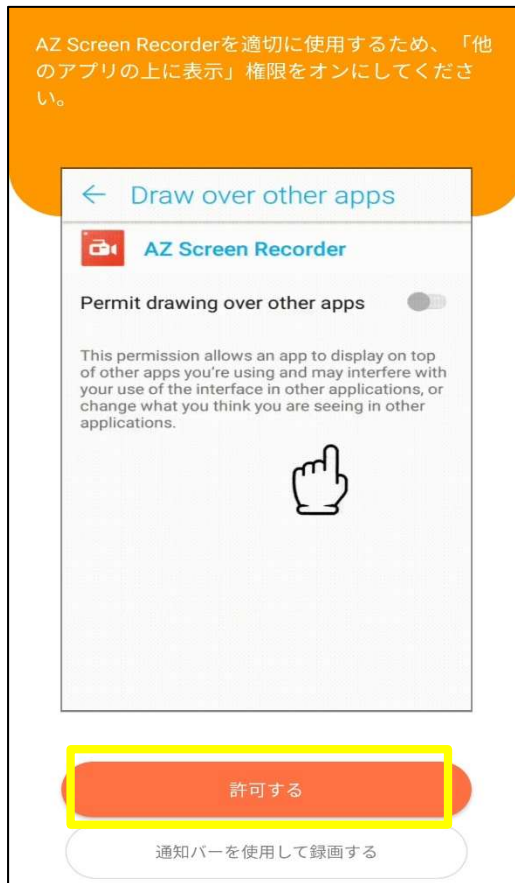 AZ Screen Recorderを適切に使用するため、「他
のアプリの上に表示」権限をオンにしてくださ
い。
← Draw over other apps
AZ Screen Recorder
Permit drawing over other apps
This permission allows an app to display on top
of other apps you're using and may interfere with
your use of the interface in other applications, or
change what you think you are seeing in other
applications.
許可する
通知バーを使用して録画する